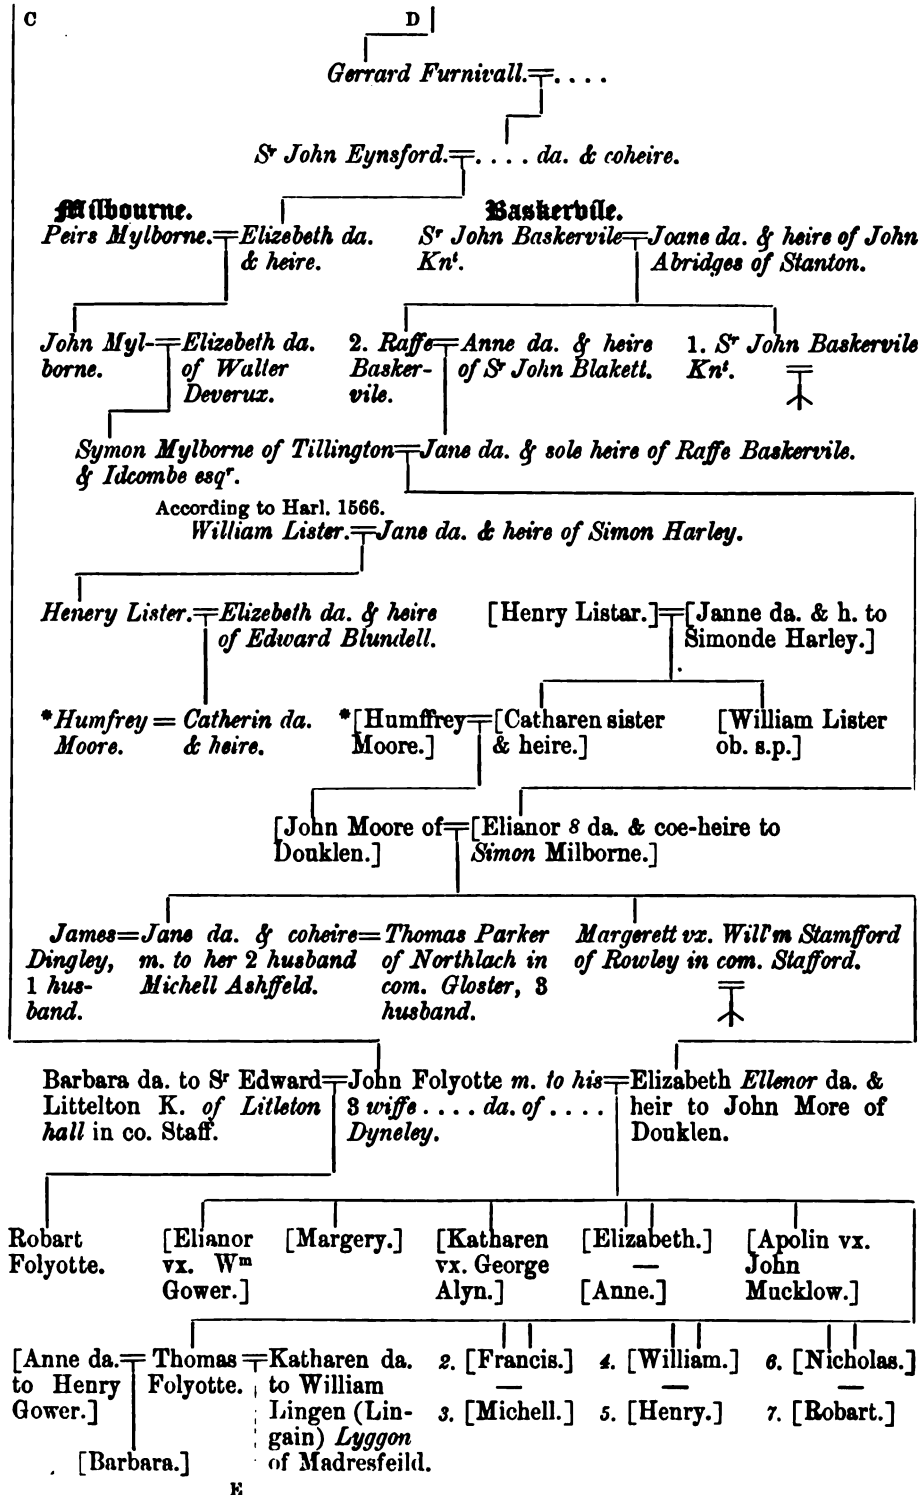 C D
Gerrard Furnivall.=. . . .
Sʳ John Eynsford.=. . . . da. & coheire.
Milbourne. Baskervile.
Peirs Mylborne.=Elizebeth da. & heire.
Sʳ John Baskervile Knᵗ.=Joane da. & heire of John Abridges of Stanton.
John Mylborne.=Elizebeth da. of Walter Deverux.
2. Raffe Baskervile.=Anne da. & heire of Sʳ John Blakett.
1. Sʳ John Baskervile Knᵗ.
Symon Mylborne of Tillington=Jane da. & sole heire of Raffe Baskervile.
& Idcombe esqʳ.
According to Harl. 1566.
William Lister.=Jane da. & heire of Simon Harley.
Henery Lister.=Elizebeth da. & heire
of Edward Blundell.
[Henry Listar.]=[Janne da. & h. to
Simonde Harley.]
*Humfrey = Catherin da.
Moore. & heire.
*[Humffrey=[Catharen sister
Moore.] & heire.]
[William Lister
ob. s.p.]
[John Moore of=[Elianor 8 da. & coe-heire to
Douklen.] Simon Milborne.]
James=Jane da. & coheire=Thomas Parker
Dingley, m. to her 2 husband of Northlach in
1 hus- Michell Ashffeld. com. Gloster, 3
band. husband.
Margerett vx. Will'm Stamfford
of Rowley in com. Stafford.
Barbara da. to Sʳ Edward=John Folyotte m. to his=Elizabeth Ellenor da. &
Littelton K. of Litleton 3 wiffe . . . . da. of . . . . heir to John More of
hall in co. Staff. Dyneley. Douklen.
Robart
Folyotte.
[Elianor
vx. Wᵐ
Gower.]
[Margery.]
[Katharen
vx. George
Alyn.]
[Elizabeth.]
—
[Anne.]
[Apolin vx.
John
Mucklow.]
[Anne da.= Thomas =Katharen da.
to Henry Folyotte. to William
Gower.] Lingen (Lin-
gain) Lyggon
[Barbara.] of Madresfeild.
2. [Francis.] 4. [William.] 6. [Nicholas.]
— — —
3. [Michell.] 5. [Henry.] 7. [Robart.]
E